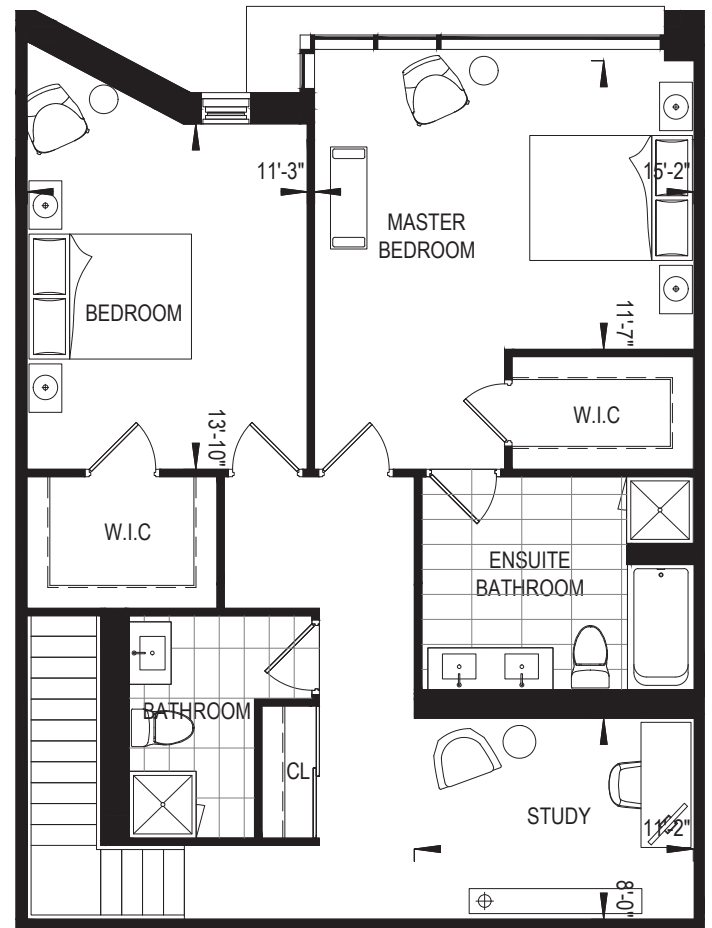 11'-3"
15'-2"
MASTER
BEDROOM
BEDROOM
11'-7"
W.I.C
13'-10"
W.I.C
ENSUITE
BATHROOM
BATHROOM
CL
STUDY
11'-2"
8'-0"